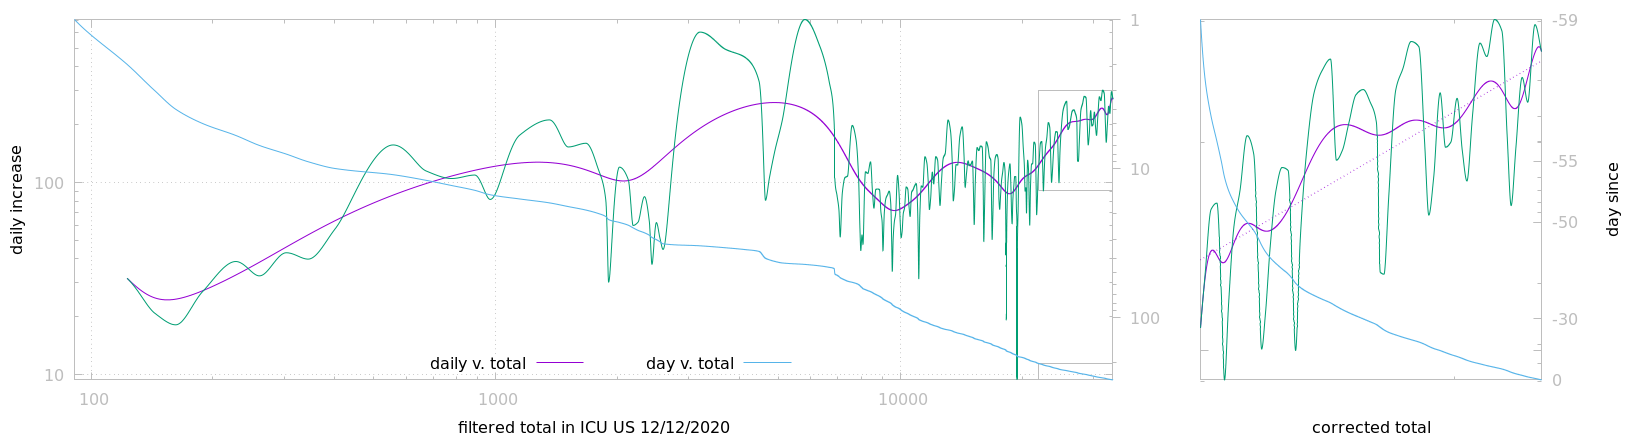 daily increase
100
10
1
10
100
daily v. total
day v. total
100
1000
10000
filtered total in ICU US 12/12/2020
-59
-55
-50
-30
0
day since
corrected total